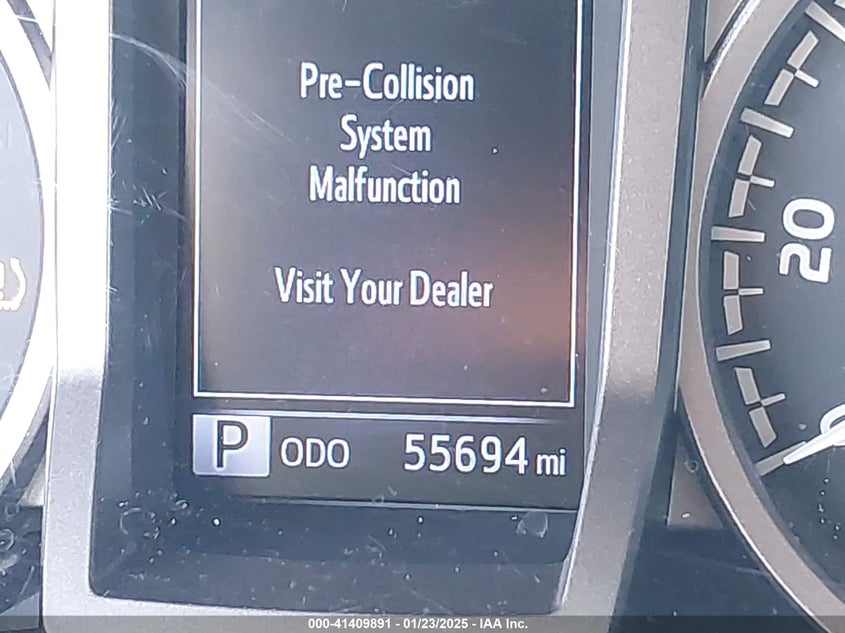 Pre-Collision
System
Malfunction
Visit Your Dealer
P ODO 55694 mi
20
000-41409891 - 01/23/2025 - IAA Inc.